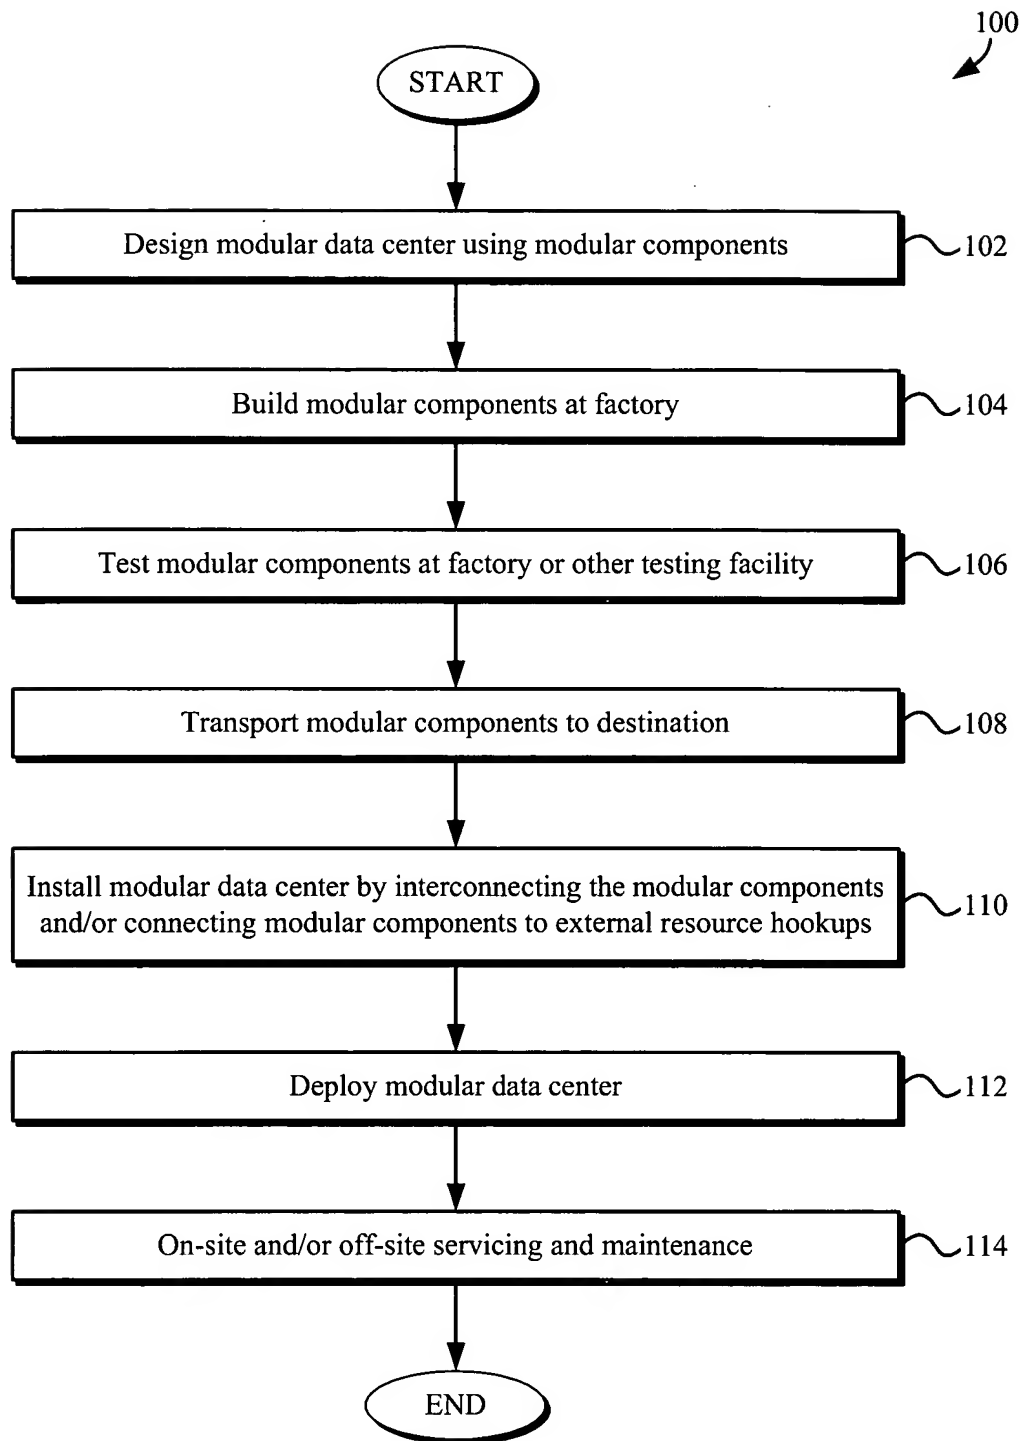 100
START
Design modular data center using modular components
102
Build modular components at factory
104
Test modular components at factory or other testing facility
106
Transport modular components to destination
108
Install modular data center by interconnecting the modular components
and/or connecting modular components to external resource hookups
110
Deploy modular data center
112
On-site and/or off-site servicing and maintenance
114
END